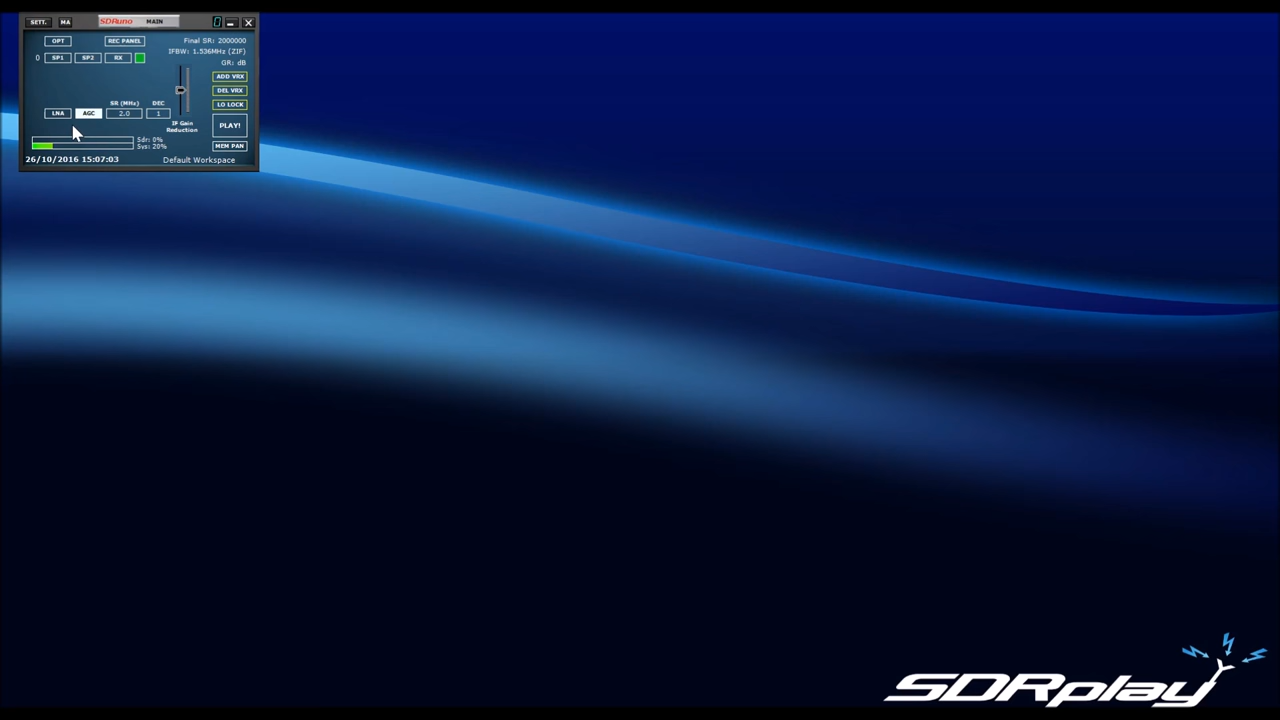 SETT. MA SDRuno MAIN 0
OPT REC PANEL Final SR: 2000000
IFBW: 1.536MHz (ZIF)
0 SP1 SP2 RX GR: dB
ADD VRX
DEL VRX
SR (MHz) DEC LO LOCK
LNA AGC 2.0 1
IF Gain
Reduction
PLAY!
Sdr: 0%
Sys: 20% MEM PAN
26/10/2016 15:07:03 Default Workspace
SDRplay